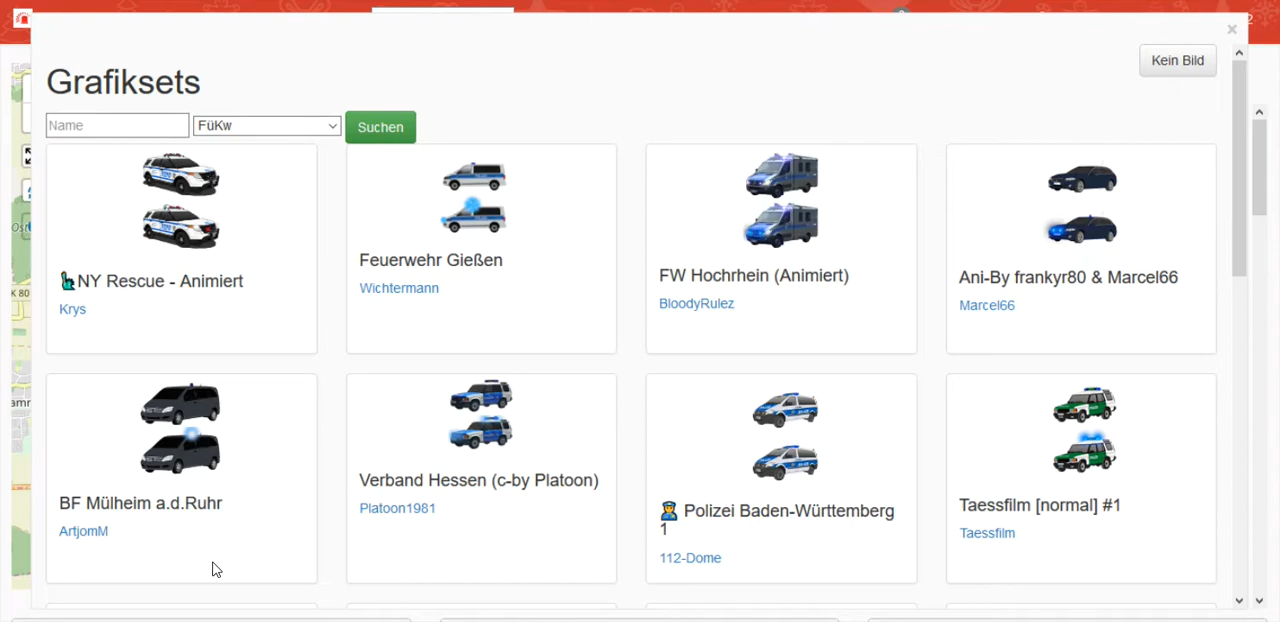 Kein Bild
Grafiksets
Name
FüKw
Suchen
NY Rescue - Animiert
Krys
Feuerwehr Gießen
Wichtermann
FW Hochrhein (Animiert)
BloodyRulez
Ani-By frankyr80 & Marcel66
Marcel66
BF Mülheim a.d.Ruhr
ArtjomM
Verband Hessen (c-by Platoon)
Platoon1981
Polizei Baden-Württemberg
1
112-Dome
Taessfilm [normal] #1
Taessfilm
K 80